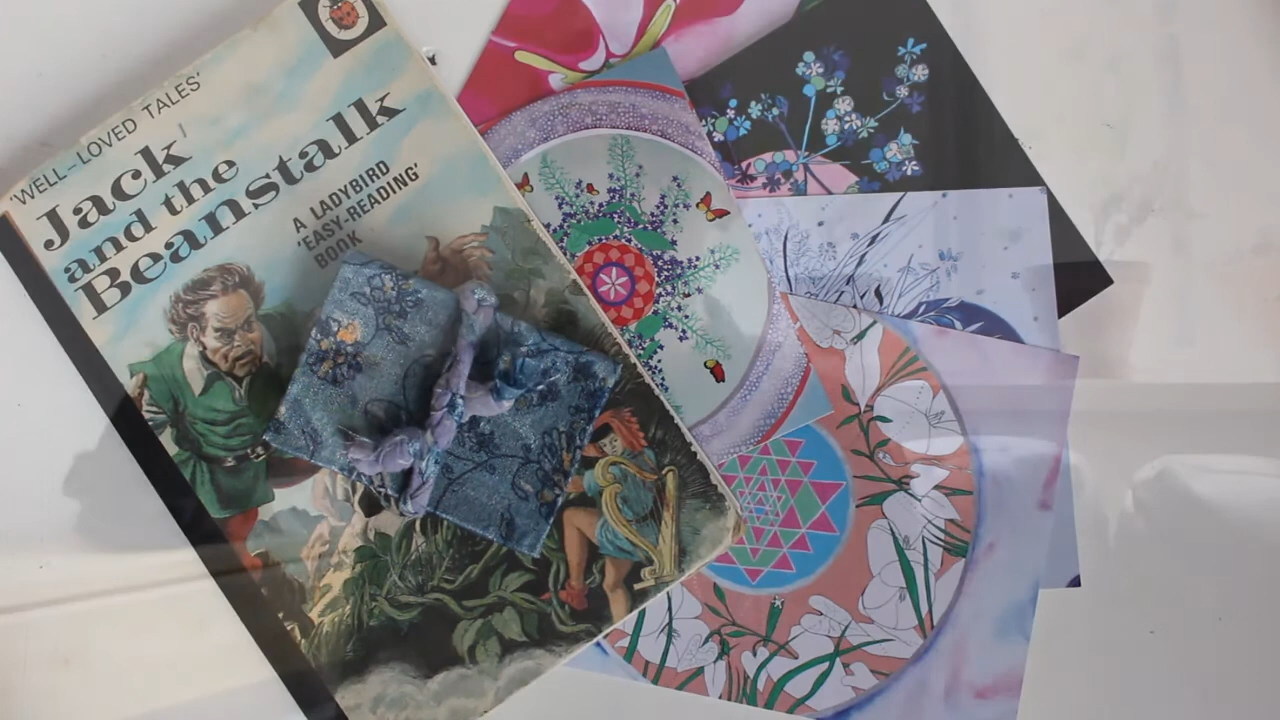 'WELL-LOVED TALES'
Jack
and the
Beanstalk
A LADYBIRD
'EASY-READING'
BOOK